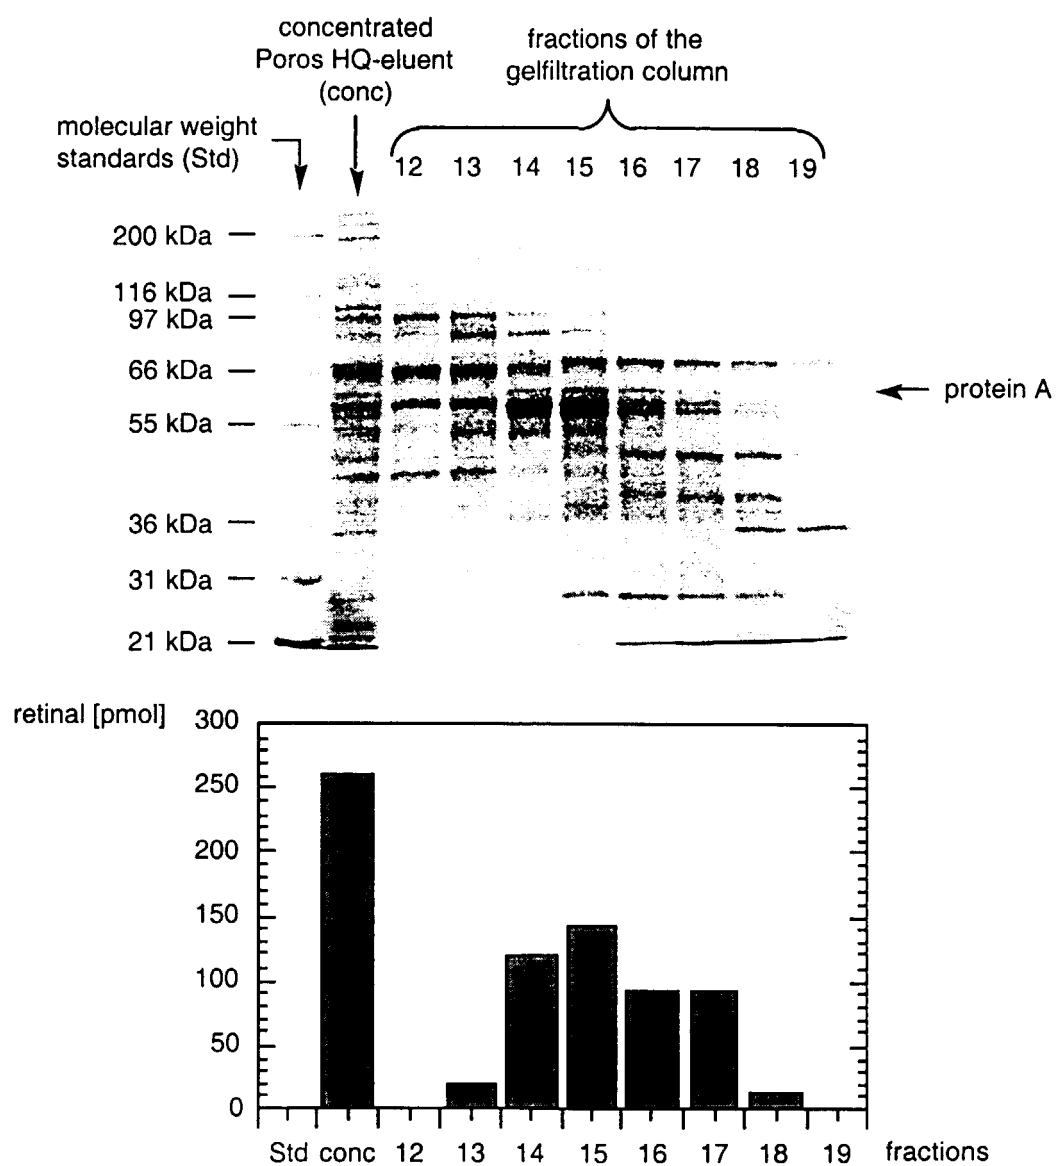 concentrated
Poros HQ-eluent
(conc)
fractions of the
gelfiltration column
molecular weight
standards (Std)
12 13 14 15 16 17 18 19
200 kDa
116 kDa
97 kDa
66 kDa
protein A
55 kDa
36 kDa
31 kDa
21 kDa
retinal [pmol]
300
250
200
150
100
50
0
Std conc 12 13 14 15 16 17 18 19 fractions